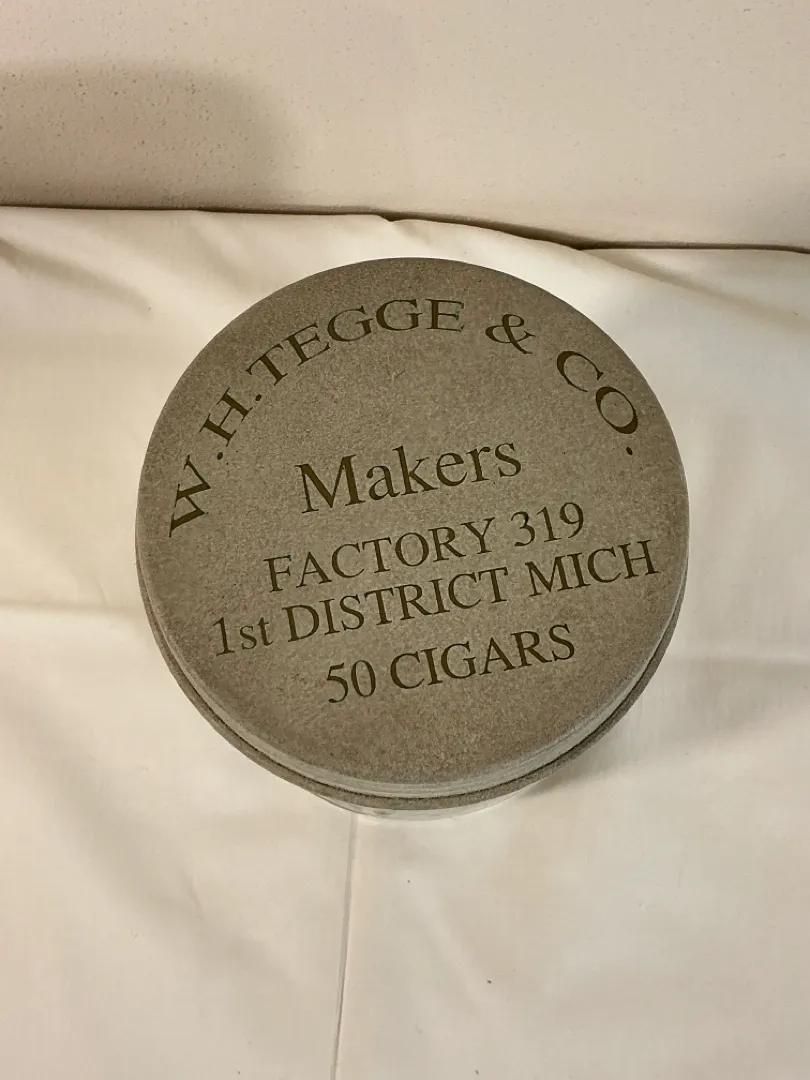 W.H.TEGGE & CO.
Makers
FACTORY 319
1st DISTRICT MICH
50 CIGARS